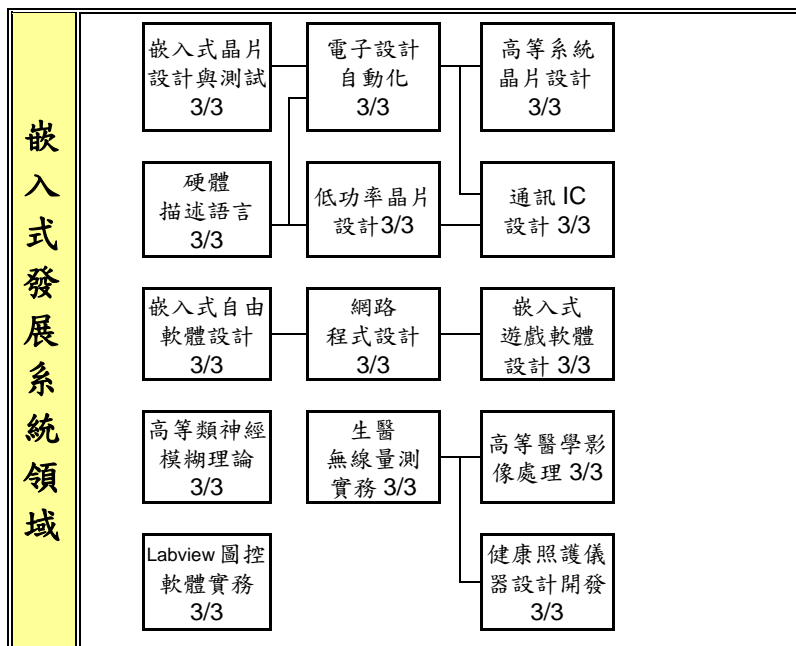 嵌入式發展系統領域
嵌入式晶片
設計與測試
3/3
電子設計
自動化
3/3
高等系統
晶片設計
3/3
硬體
描述語言
3/3
低功率晶片
設計3/3
通訊 IC
設計 3/3
嵌入式自由
軟體設計
3/3
網路
程式設計
3/3
嵌入式
遊戲軟體
設計 3/3
高等類神經
模糊理論
3/3
生醫
無線量測
實務 3/3
高等醫學影
像處理 3/3
Labview 圖控
軟體實務
3/3
健康照護儀
器設計開發
3/3